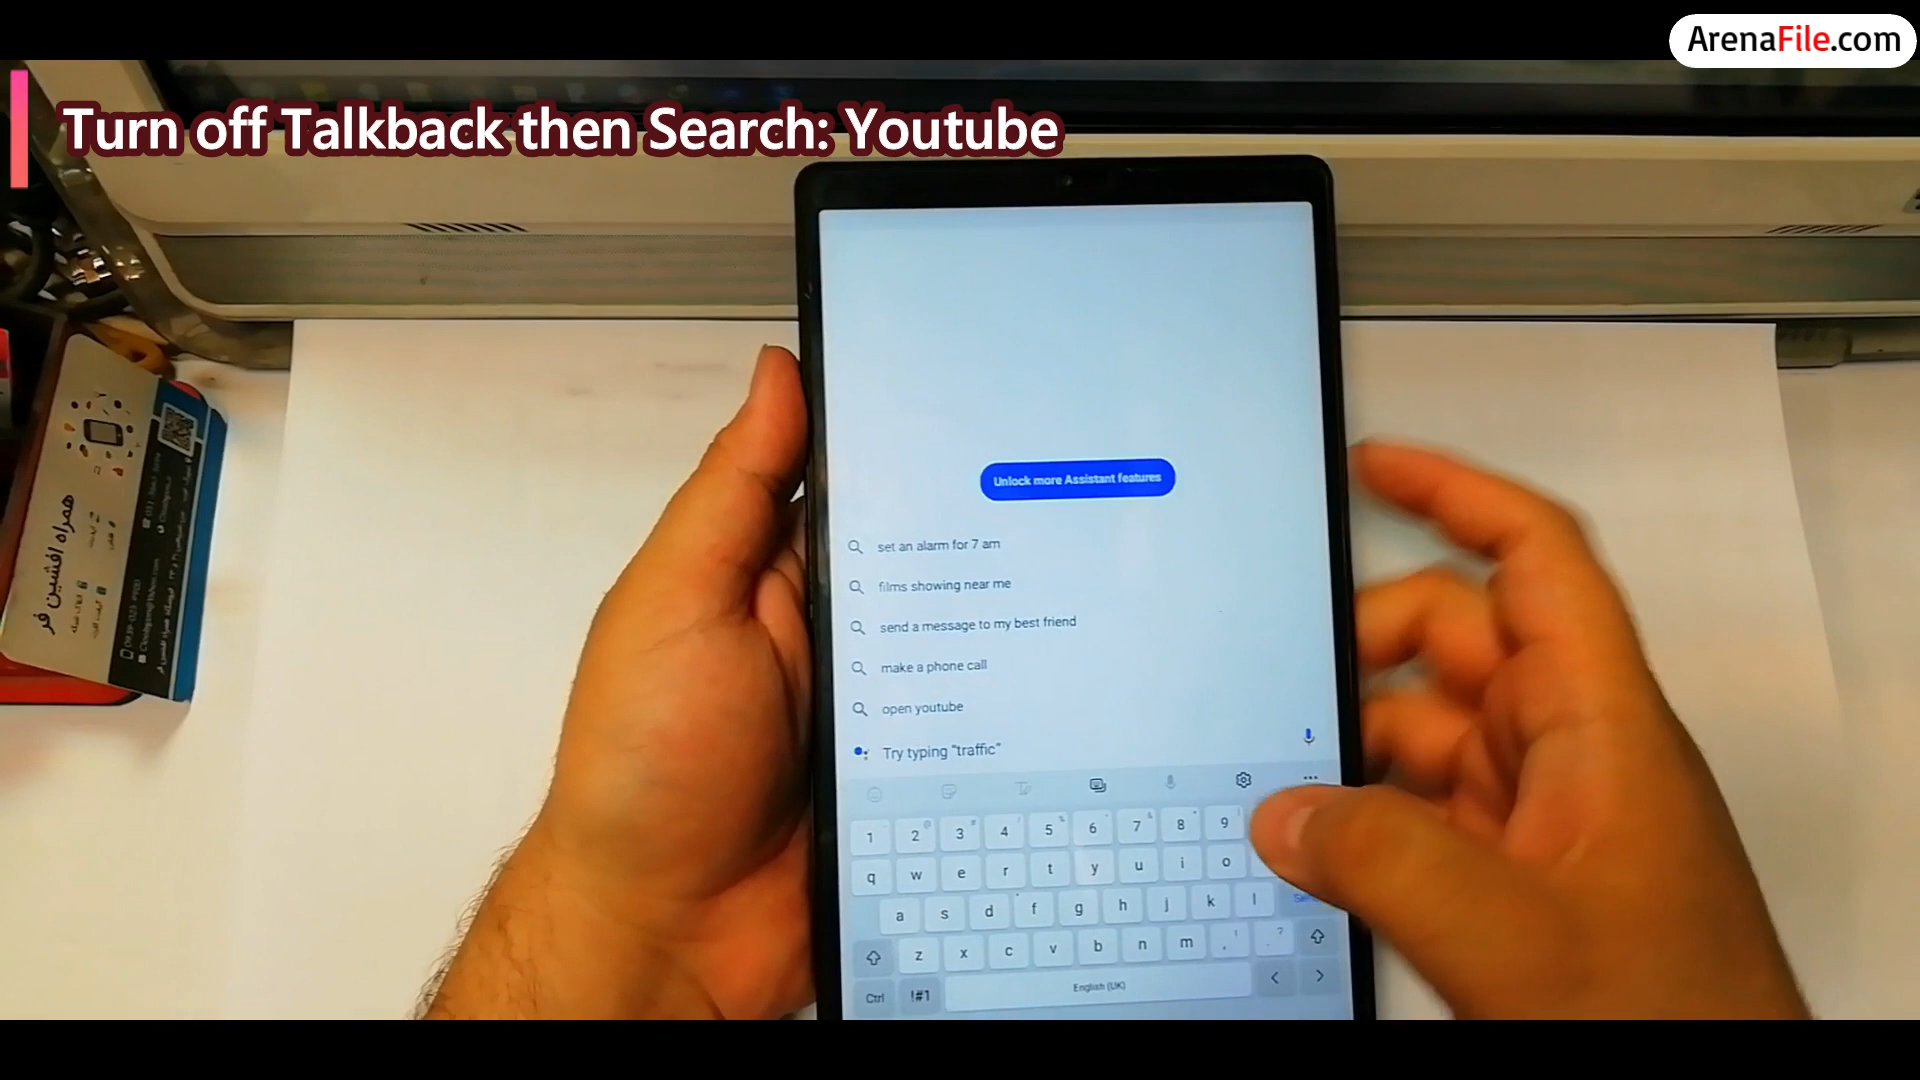 ArenaFile.com
Turn off Talkback then Search: Youtube
Unlock more Assistant features
set an alarm for 7 am
films showing near me
send a message to my best friend
make a phone call
open youtube
Try typing "traffic"
1 2 3 4 5 6 7 8 9
q w e r t y u i o
a s d f g h j k l
z x c v b n m , ! . ?
Ctrl !#1 English (UK) < >
همراه افشین فر